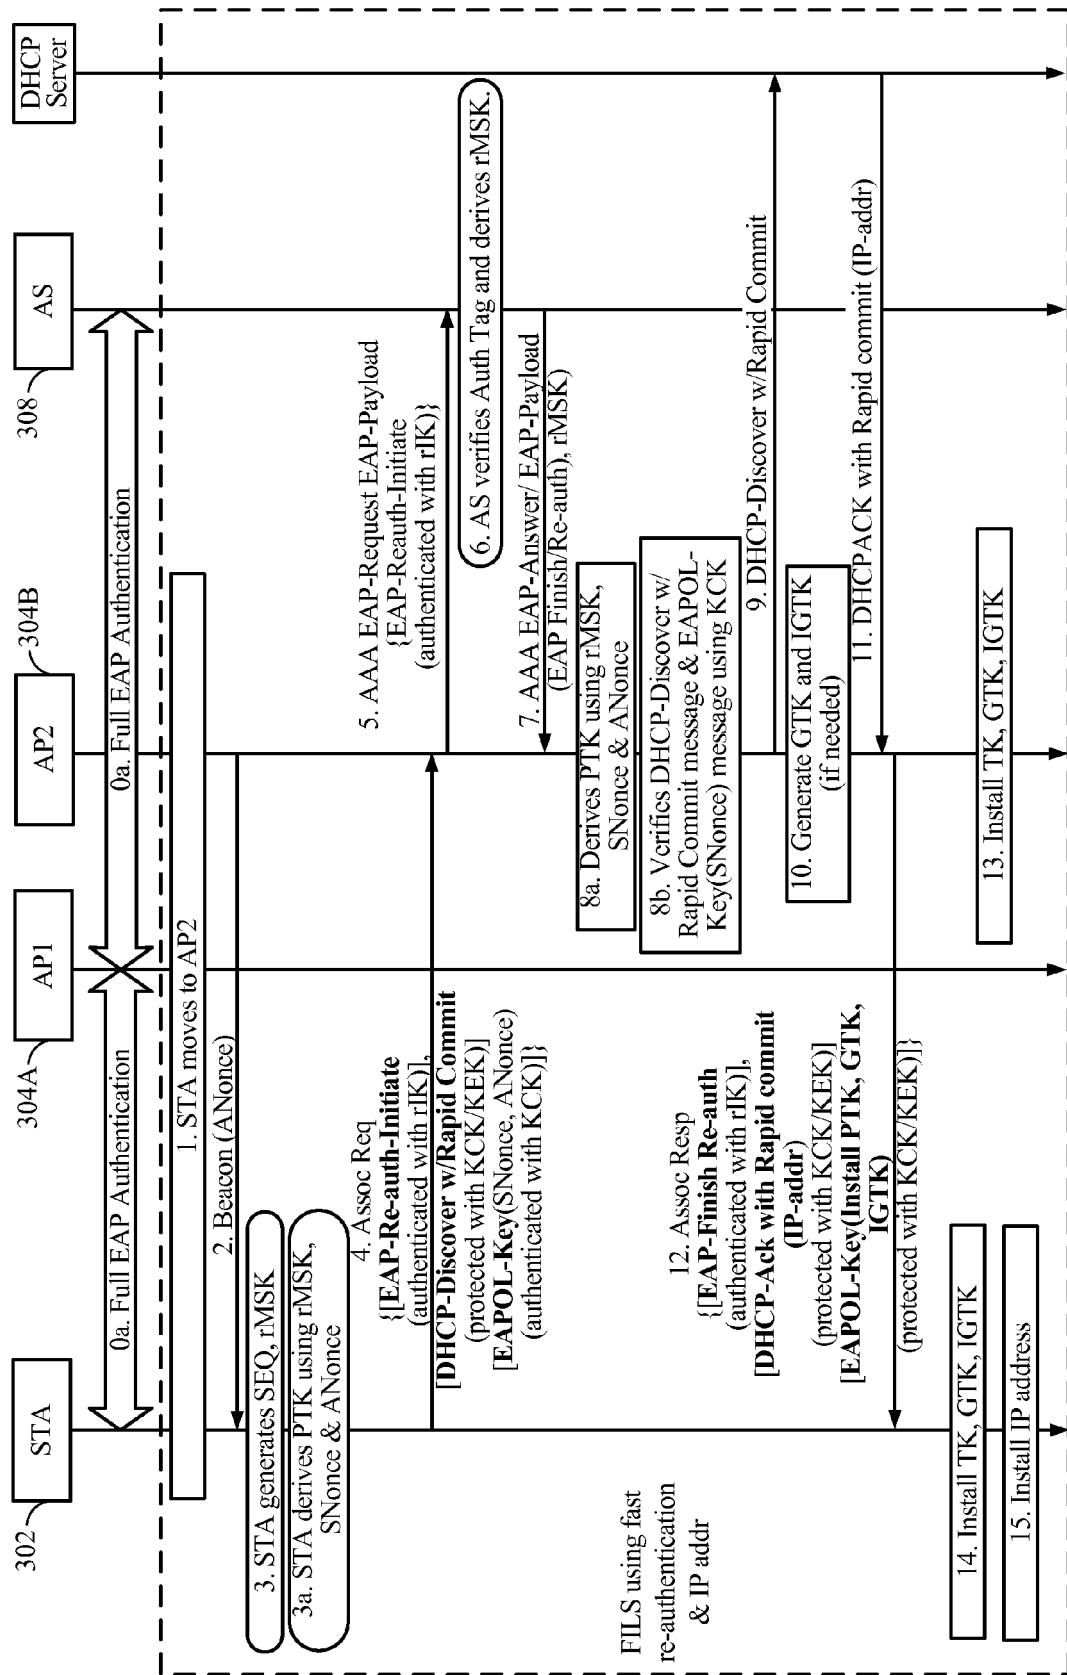 STA
AP1
AP2
AS
DHCP
Server
302
304A
304B
308
0a. Full EAP Authentication
0a. Full EAP Authentication
1. STA moves to AP2
2. Beacon (ANonce)
3. STA generates SEQ, rMSK
3a. STA derives PTK using rMSK,
SNonce & ANonce
4. Assoc Req
{[EAP-Re-auth-Initiate
(authenticated with rIK)],
[DHCP-Discover w/Rapid Commit
(protected with KCK/KEK)]
[EAPOL-Key(SNonce, ANonce)
(authenticated with KCK)]}
5. AAA EAP-Request EAP-Payload
{EAP-Reauth-Initiate
(authenticated with rIK)}
6. AS verifies Auth Tag and derives rMSK.
7. AAA EAP-Answer/ EAP-Payload
(EAP Finish/Re-auth), rMSK)
8a. Derives PTK using rMSK,
SNonce & ANonce
8b. Verifies DHCP-Discover w/
Rapid Commit message & EAPOL-
Key(SNonce) message using KCK
9. DHCP-Discover w/Rapid Commit
10. Generate GTK and IGTK
(if needed)
11. DHCPACK with Rapid commit (IP-addr)
12. Assoc Resp
{[EAP-Finish Re-auth
(authenticated with rIK)],
[DHCP-Ack with Rapid commit
(IP-addr)
(protected with KCK/KEK)]
[EAPOL-Key(Install PTK, GTK,
IGTK)
(protected with KCK/KEK)]}
13. Install TK, GTK, IGTK
14. Install TK, GTK, IGTK
15. Install IP address
FILS using fast
re-authentication
& IP addr